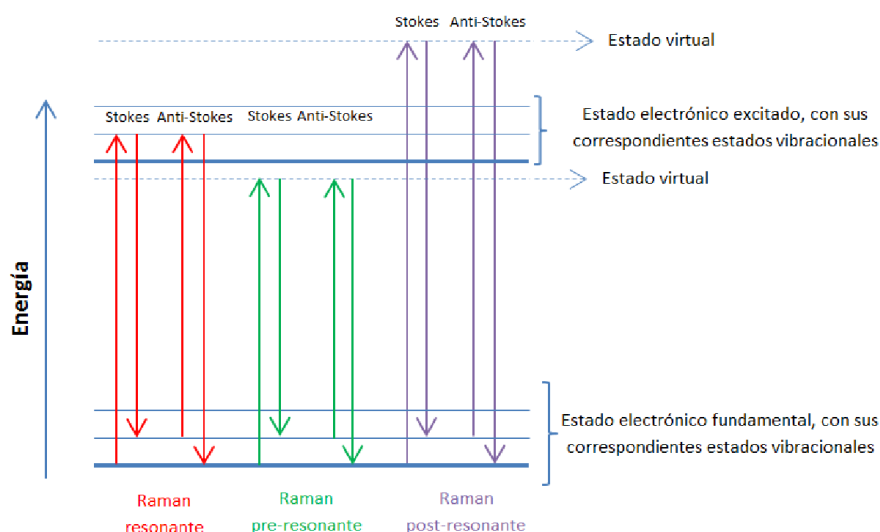 Stokes Anti-Stokes
Estado virtual
Stokes Anti-Stokes Stokes Anti-Stokes
Estado electrónico excitado, con sus
correspondientes estados vibracionales
Estado virtual
Energía
Estado electrónico fundamental, con sus
correspondientes estados vibracionales
Raman
resonante
Raman
pre-resonante
Raman
post-resonante